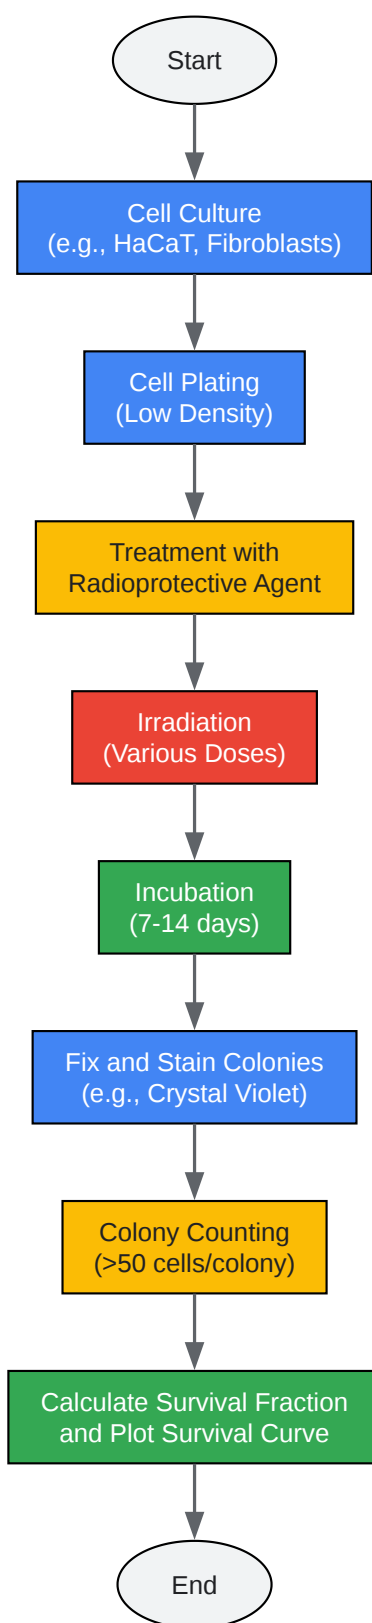 Start
Cell Culture
(e.g., HaCaT, Fibroblasts)
Cell Plating
(Low Density)
Treatment with
Radioprotective Agent
Irradiation
(Various Doses)
Incubation
(7-14 days)
Fix and Stain Colonies
(e.g., Crystal Violet)
Colony Counting
(>50 cells/colony)
Calculate Survival Fraction
and Plot Survival Curve
End